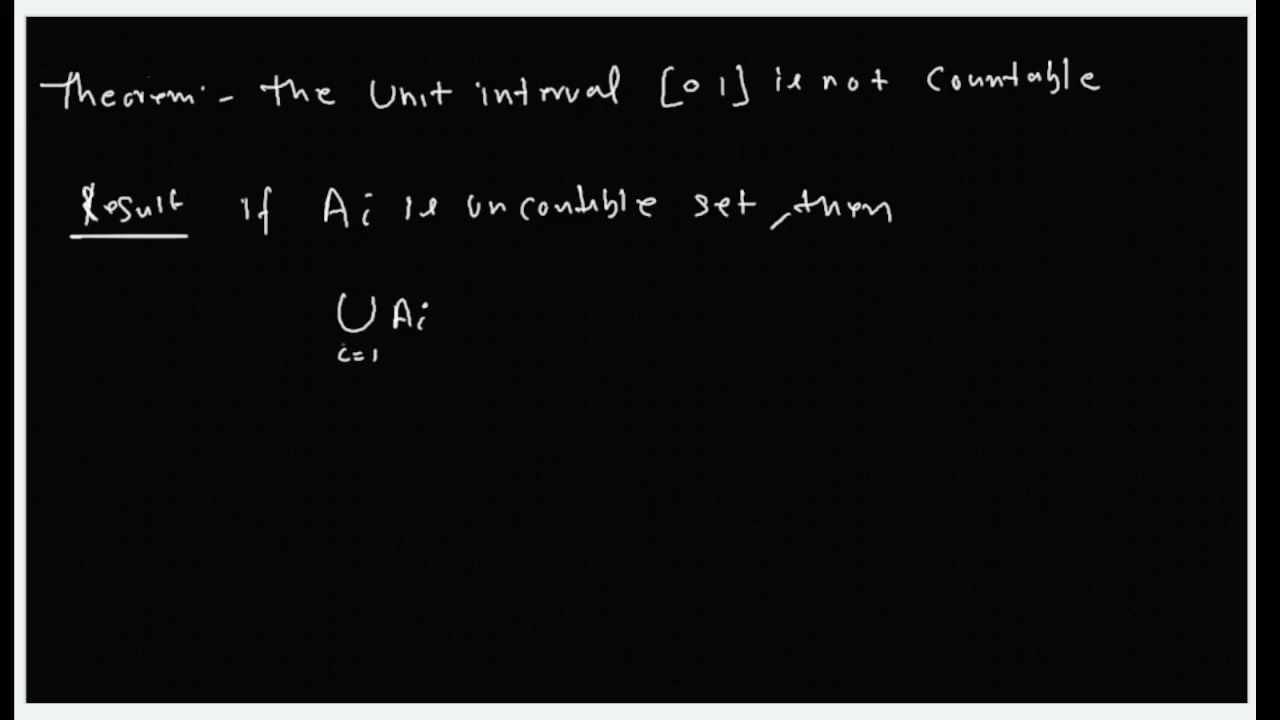 Theorem:- the Unit interval [0 1] is not Countable
Result if Ai is uncountable set, then
∪ Ai
i=1